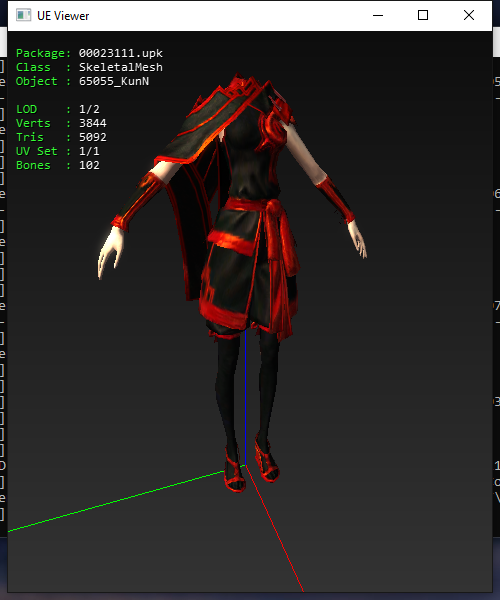 UE Viewer
Package: 00023111.upk
Class : SkeletalMesh
Object : 65055_KunN
LOD : 1/2
Verts : 3844
Tris : 5092
UV Set : 1/1
Bones : 102